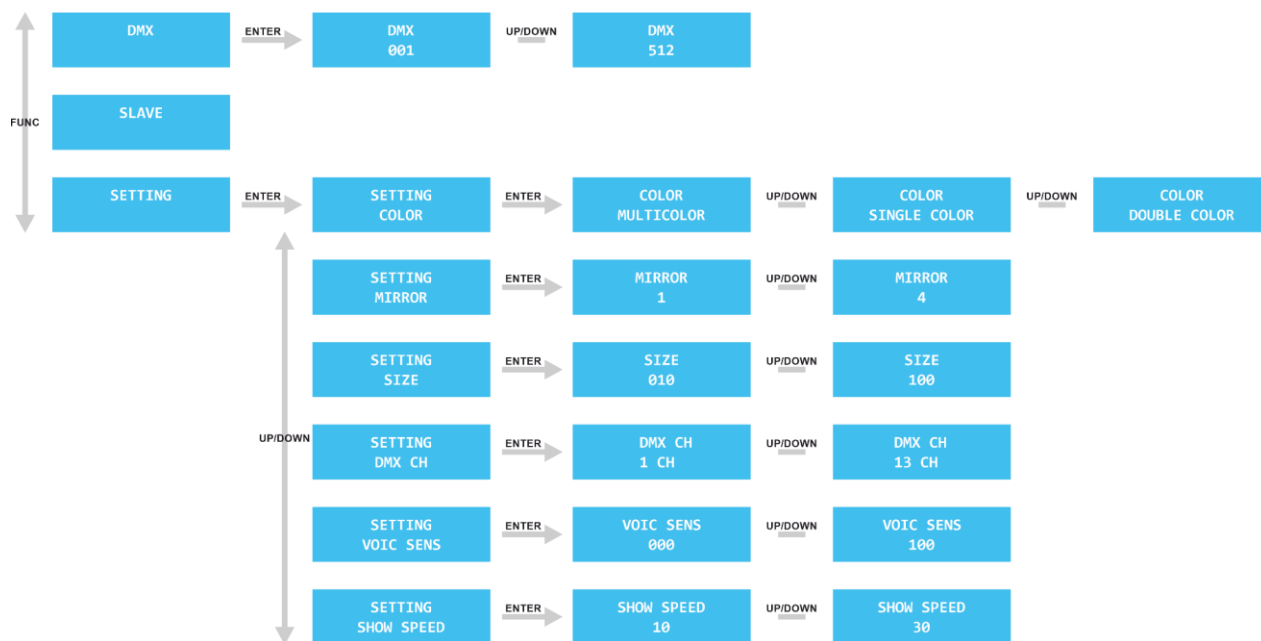 DMX
ENTER
DMX
001
UP/DOWN
DMX
512
FUNC
SLAVE
SETTING
ENTER
SETTING
COLOR
ENTER
COLOR
MULTICOLOR
UP/DOWN
COLOR
SINGLE COLOR
UP/DOWN
COLOR
DOUBLE COLOR
UP/DOWN
SETTING
MIRROR
ENTER
MIRROR
1
UP/DOWN
MIRROR
4
SETTING
SIZE
ENTER
SIZE
010
UP/DOWN
SIZE
100
SETTING
DMX CH
ENTER
DMX CH
1 CH
UP/DOWN
DMX CH
13 CH
SETTING
VOIC SENS
ENTER
VOIC SENS
000
UP/DOWN
VOIC SENS
100
SETTING
SHOW SPEED
ENTER
SHOW SPEED
10
UP/DOWN
SHOW SPEED
30